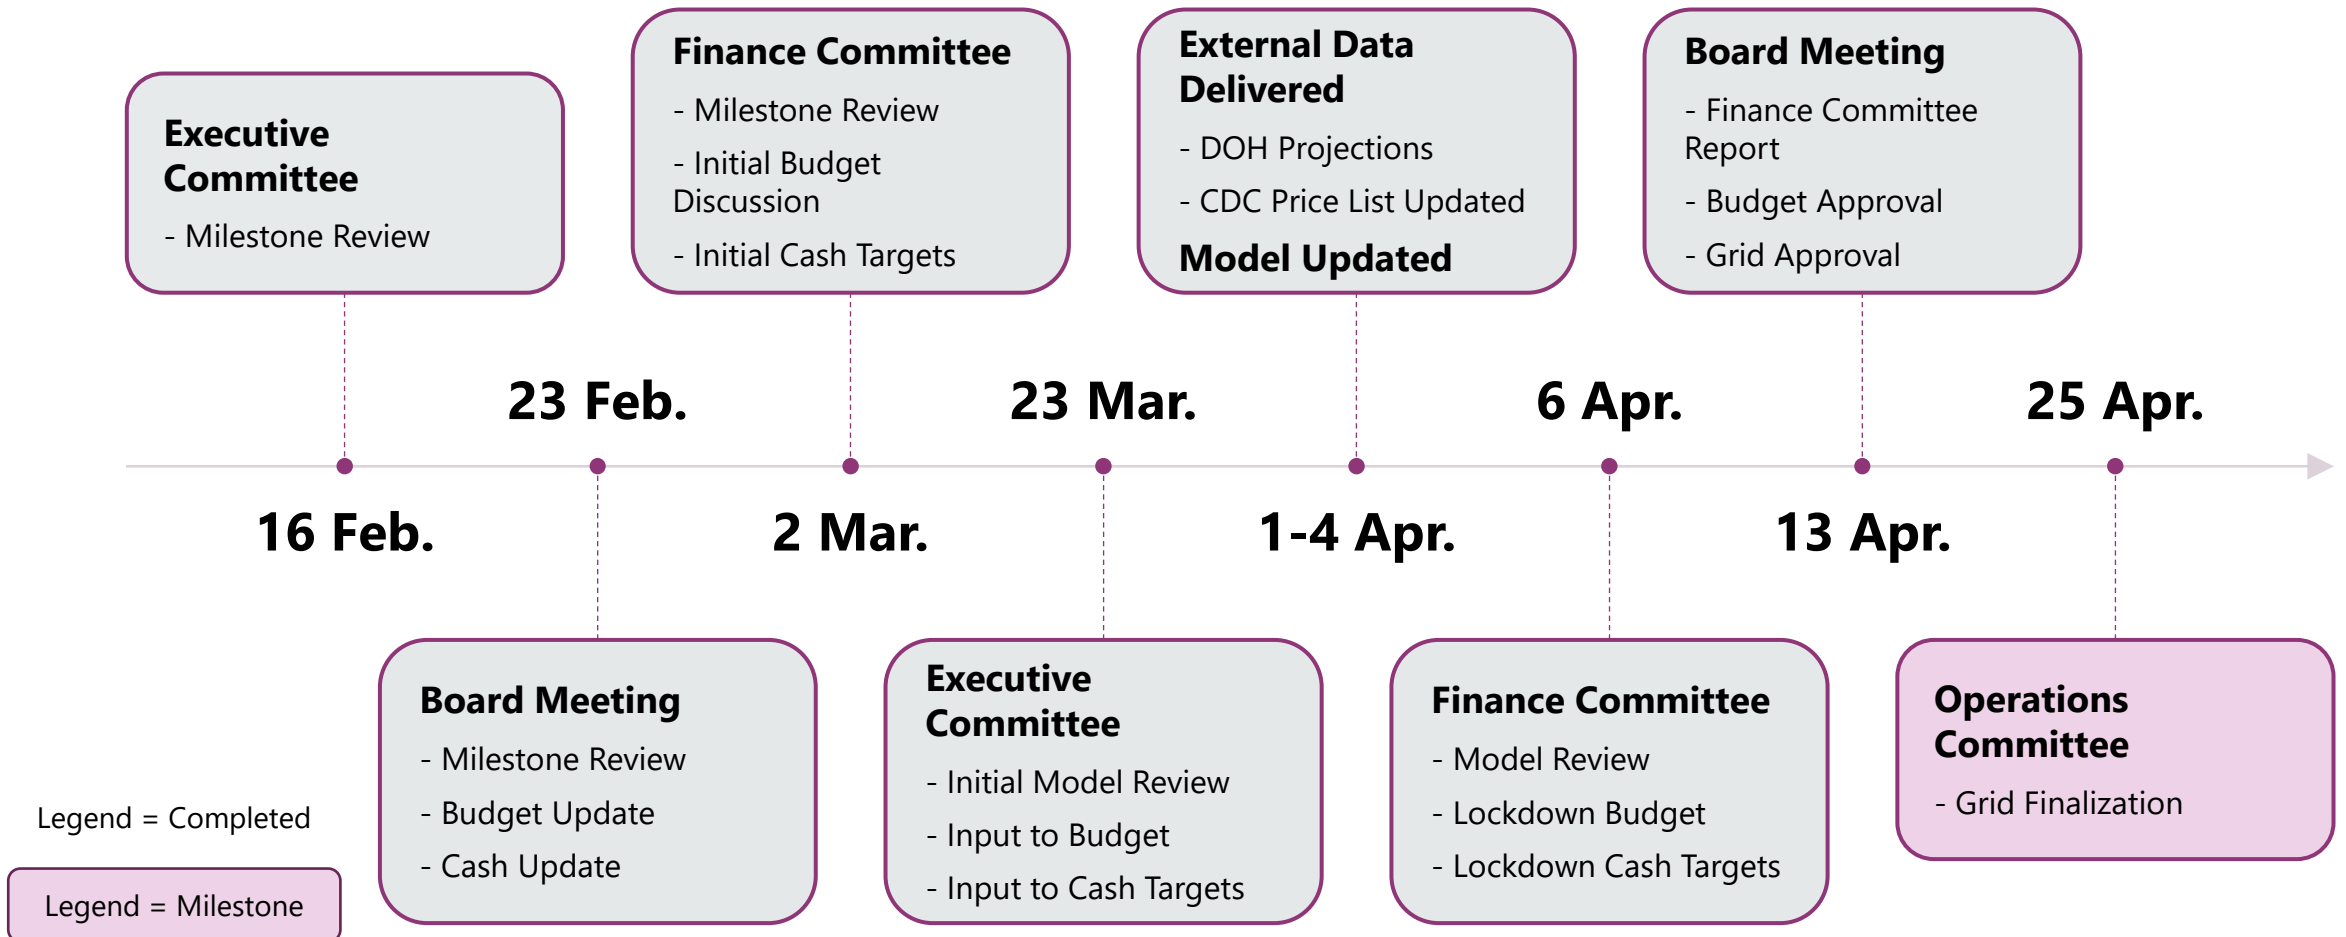 Executive
Committee
- Milestone Review
Finance Committee
- Milestone Review
- Initial Budget
Discussion
- Initial Cash Targets
External Data
Delivered
- DOH Projections
- CDC Price List Updated
Model Updated
Board Meeting
- Finance Committee
Report
- Budget Approval
- Grid Approval
23 Feb.
23 Mar.
6 Apr.
25 Apr.
16 Feb.
2 Mar.
1-4 Apr.
13 Apr.
Board Meeting
- Milestone Review
- Budget Update
- Cash Update
Executive
Committee
- Initial Model Review
- Input to Budget
- Input to Cash Targets
Finance Committee
- Model Review
- Lockdown Budget
- Lockdown Cash Targets
Operations
Committee
- Grid Finalization
Legend = Completed
Legend = Milestone